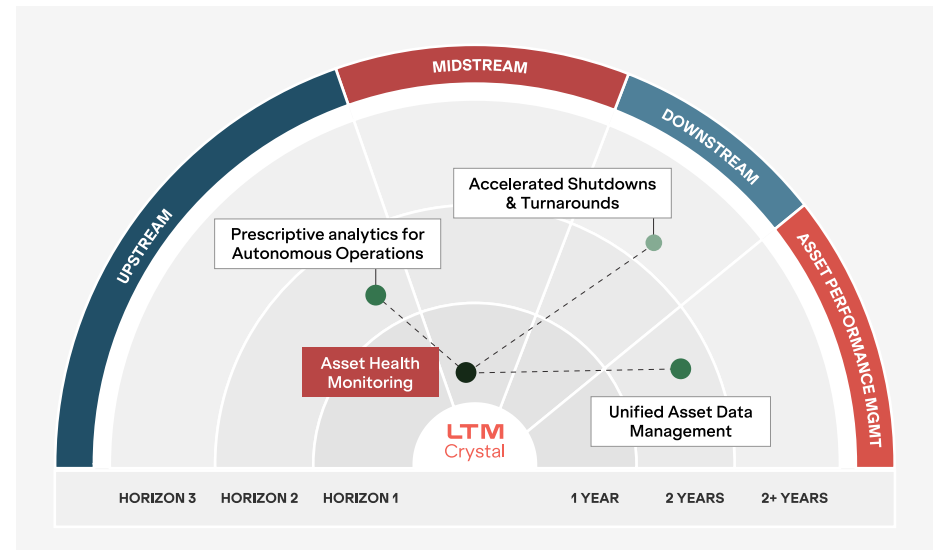 MIDSTREAM
DOWNSTREAM
UPSTREAM
ASSET PERFORMANCE MGMT
Accelerated Shutdowns
& Turnarounds
Prescriptive analytics for
Autonomous Operations
Asset Health
Monitoring
Unified Asset Data
Management
LTM
Crystal
HORIZON 3 HORIZON 2 HORIZON 1 1 YEAR 2 YEARS 2+ YEARS